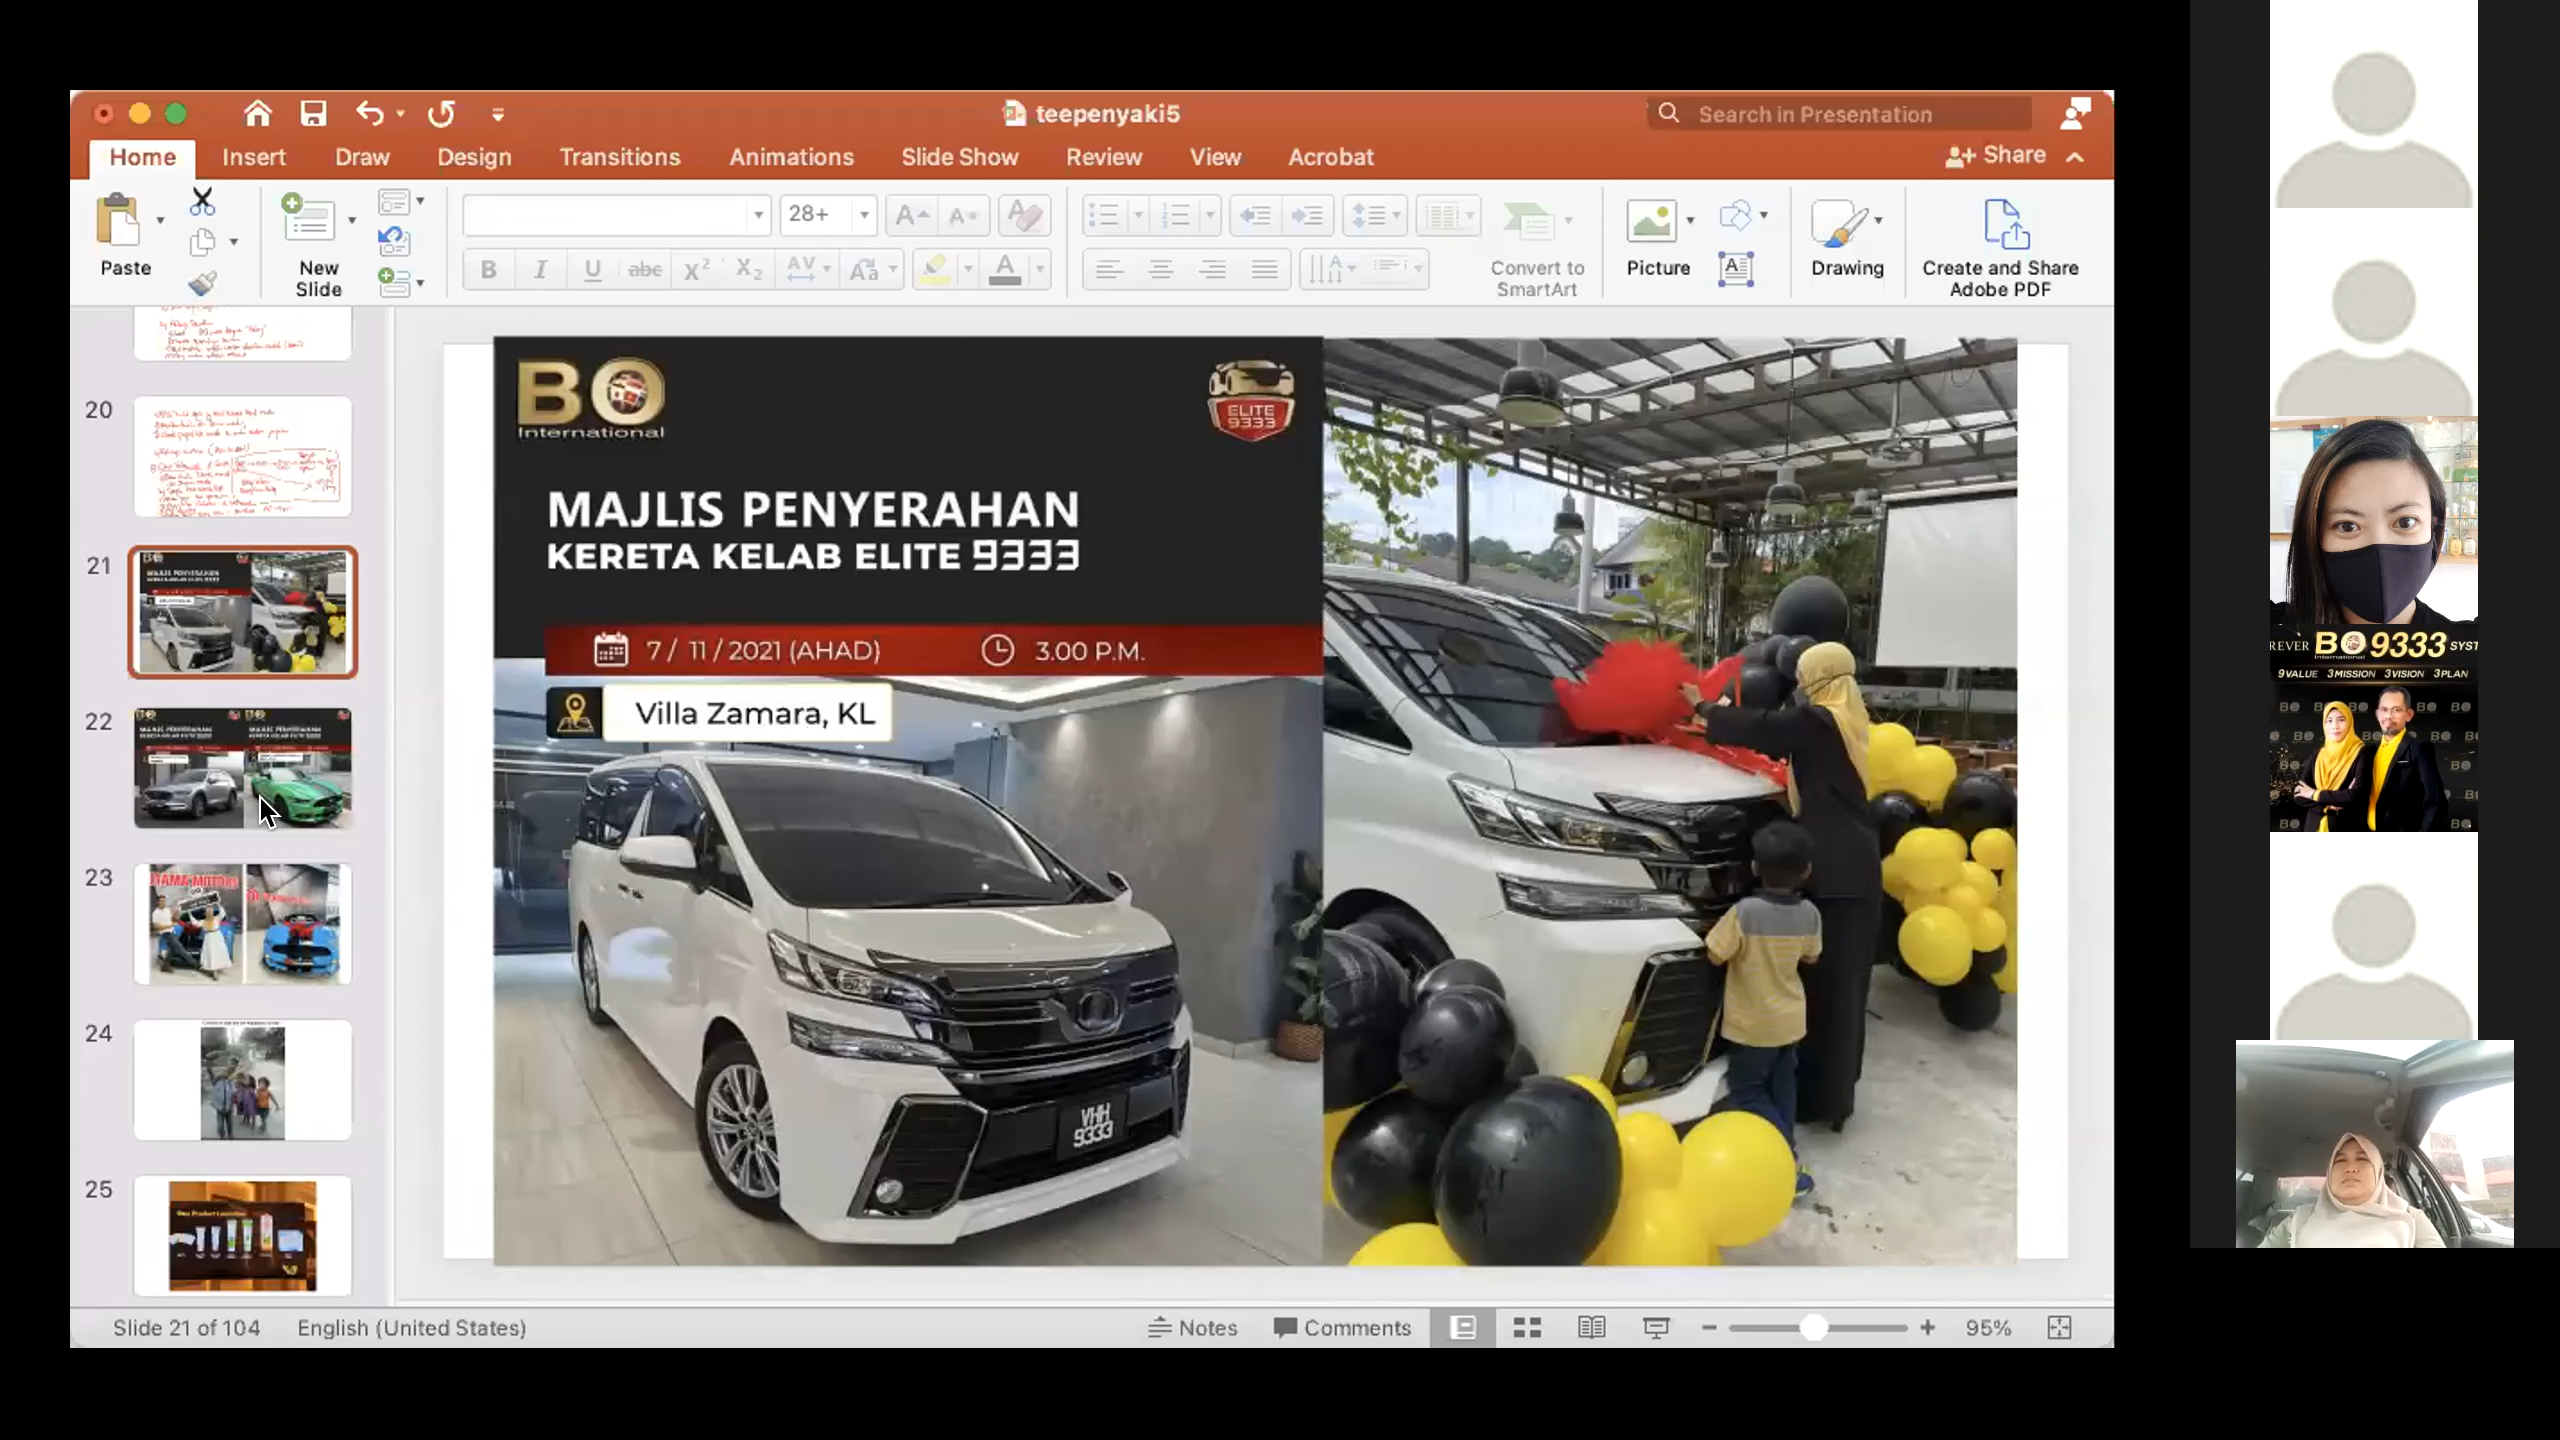 teepenyaki5
Search in Presentation
Home
Insert
Draw
Design
Transitions
Animations
Slide Show
Review
View
Acrobat
Share
Paste
New
Slide
28+
Convert to
SmartArt
Picture
Drawing
Create and Share
Adobe PDF
20
21
22
23
24
25
BO
International
ELITE
9333
MAJLIS PENYERAHAN
KERETA KELAB ELITE 9333
7 / 11 / 2021 (AHAD)
3.00 P.M.
Villa Zamara, KL
VHH
9333
REVER BO 9333 SYST
International
9VALUE 3MISSION 3VISION 3PLAN
Slide 21 of 104
English (United States)
Notes
Comments
95%